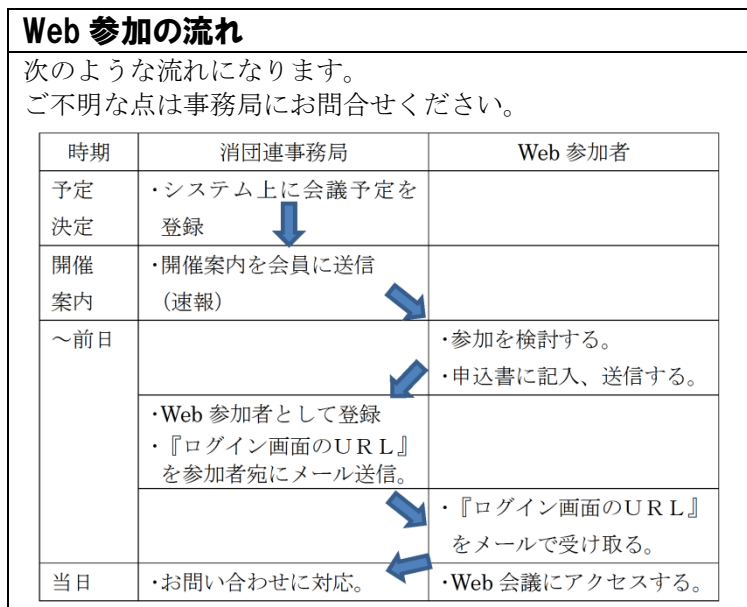 Web 参加の流れ
次のような流れになります。
ご不明な点は事務局にお問合せください。
時期 消団連事務局 Web 参加者
予定 ・システム上に会議予定を
決定 登録
開催 ・開催案内を会員に送信
案内 （速報）
～前日 ・参加を検討する。
・申込書に記入、送信する。
・Web 参加者として登録
・『ログイン画面のＵＲＬ』
を参加者宛にメール送信。
・『ログイン画面のＵＲＬ』
をメールで受け取る。
当日 ・お問い合わせに対応。 ・Web 会議にアクセスする。